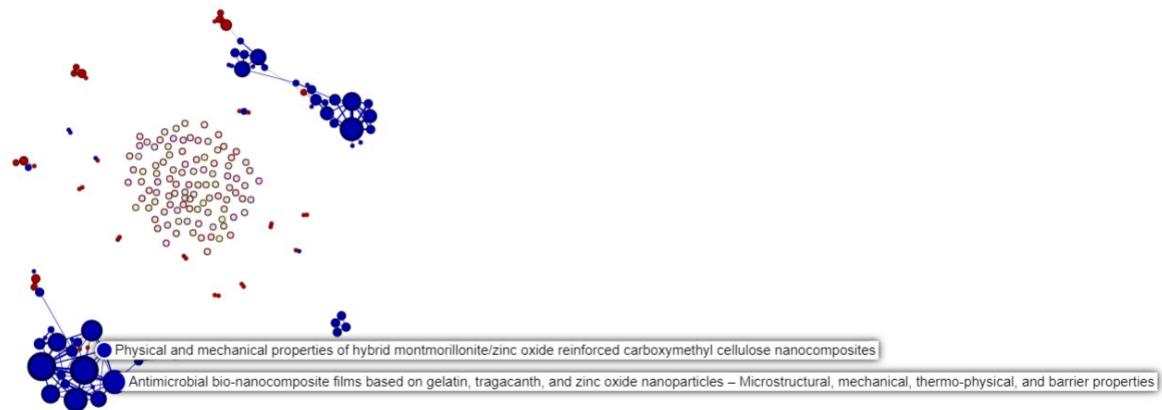 Physical and mechanical properties of hybrid montmorillonite/zinc oxide reinforced carboxymethyl cellulose nanocomposites
Antimicrobial bio-nanocomposite films based on gelatin, tragacanth, and zinc oxide nanoparticles – Microstructural, mechanical, thermo-physical, and barrier properties